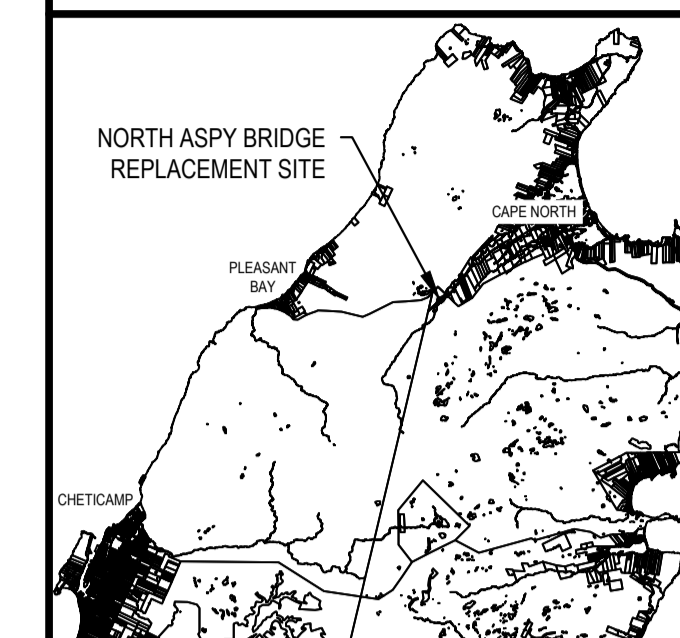 NORTH ASPY BRIDGE
REPLACEMENT SITE
CAPE NORTH
PLEASANT
BAY
CHETICAMP